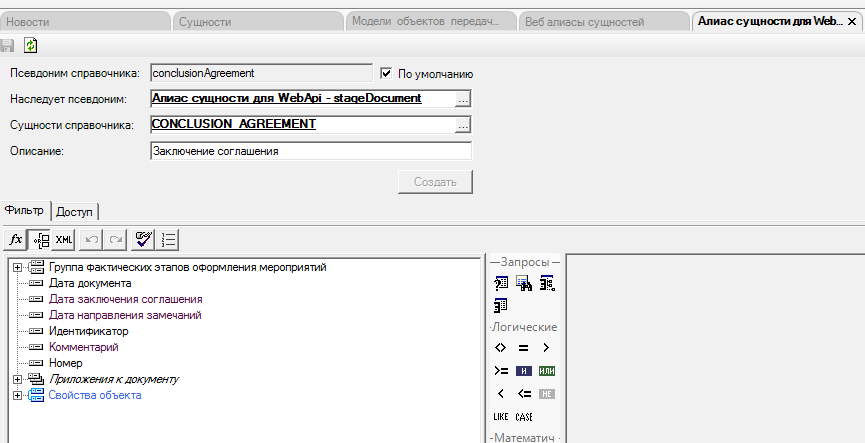 Новости
Сущности
Модели объектов передач...
Веб алиасы сущностей
Алиас сущности для Web...
Псевдоним справочника: conclusionAgreement По умолчанию
Наследует псевдоним: Алиас сущности для WebApi - stageDocument ...
Сущности справочника: CONCLUSION_AGREEMENT ...
Описание: Заключение соглашения
Создать
Фильтр Доступ
fx XML
Группа фактических этапов оформления мероприятий
Дата документа
Дата заключения соглашения
Дата направления замечаний
Идентификатор
Комментарий
Номер
Приложения к документу
Свойства объекта
Запросы
Логические
<> = >
>= И ИЛИ
< <= НЕ
LIKE CASE
Математич